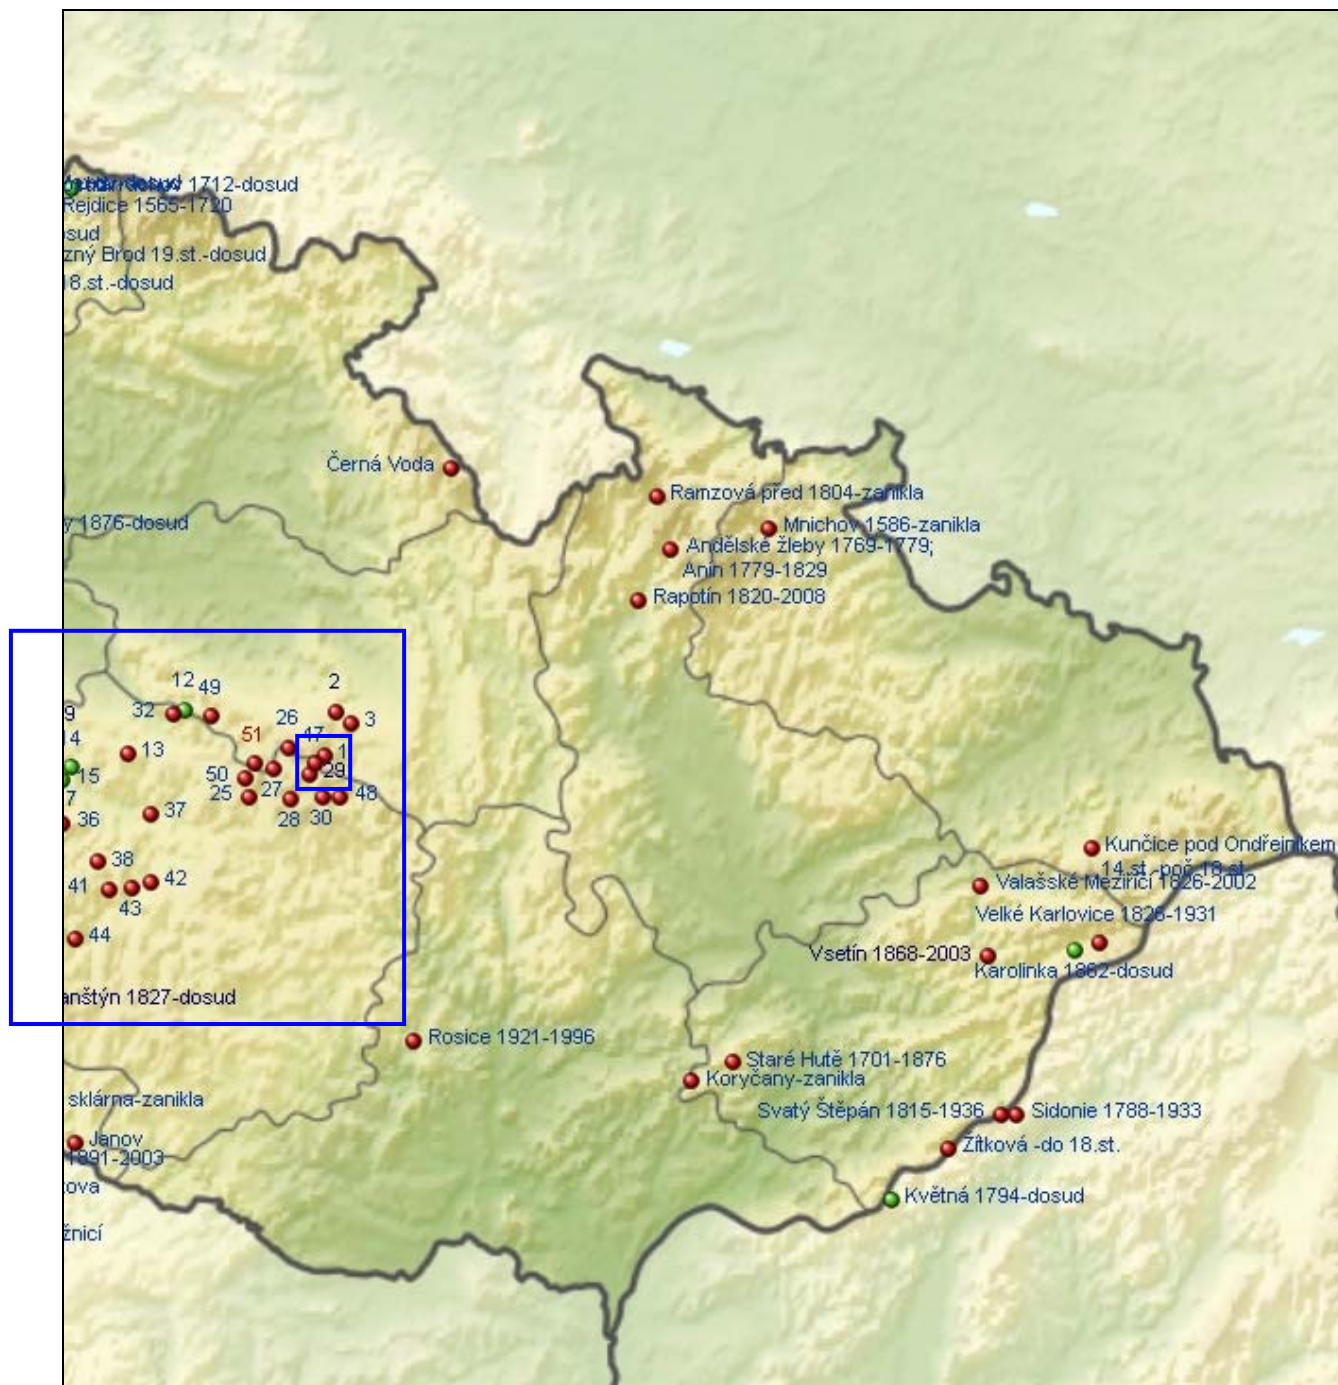 1712-dosud
Rejdice 1565-1720
osud
zný Brod 19.st.-dosud
18.st.-dosud
Černá Voda
Ramzová před 1804-zanikla
y 1876-dosud
Mnichov 1586-zanikla
Andělské žleby 1769-1779;
Anín 1779-1829
Rapotín 1820-2008
12
49
2
32
9
26
3
51
47
14
13
1
29
15
50
27
7
25
48
36
37
28
30
38
Kunčice pod Ondřejníkem
14.st.-poč.18.st.
41
42
Valašské Meziříčí 1826-2002
43
Velké Karlovice 1828-1931
44
Vsetín 1868-2003
Karolinka 1862-dosud
anštýn 1827-dosud
Rosice 1921-1996
Staré Hutě 1701-1876
Koryčany-zanikla
sklárna-zanikla
Svatý Štěpán 1815-1936
Sidonie 1788-1933
Janov
1891-2003
Žítková -do 18.st.
kova
Květná 1794-dosud
žnicí